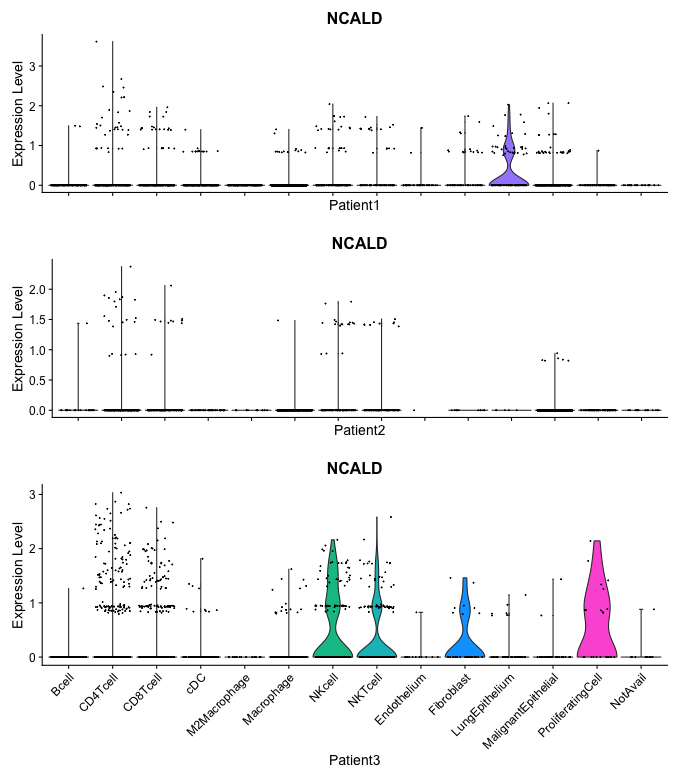 NCALD
Expression Level
3
2
1
0
Patient1
NCALD
Expression Level
2.0
1.5
1.0
0.5
0.0
Patient2
NCALD
Expression Level
3
2
1
0
Bcell
CD4Tcell
CD8Tcell
cDC
M2Macrophage
Macrophage
NKcell
NKTcell
Endothelium
Fibroblast
LungEpithelium
MalignantEpithelial
ProliferatingCell
NotAvail
Patient3